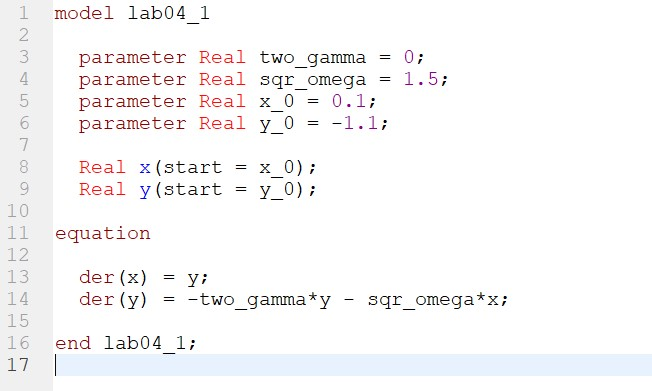 1 model lab04_1
2
3 parameter Real two_gamma = 0;
4 parameter Real sqr_omega = 1.5;
5 parameter Real x_0 = 0.1;
6 parameter Real y_0 = -1.1;
7
8 Real x(start = x_0);
9 Real y(start = y_0);
10
11 equation
12
13 der(x) = y;
14 der(y) = -two_gamma*y - sqr_omega*x;
15
16 end lab04_1;
17